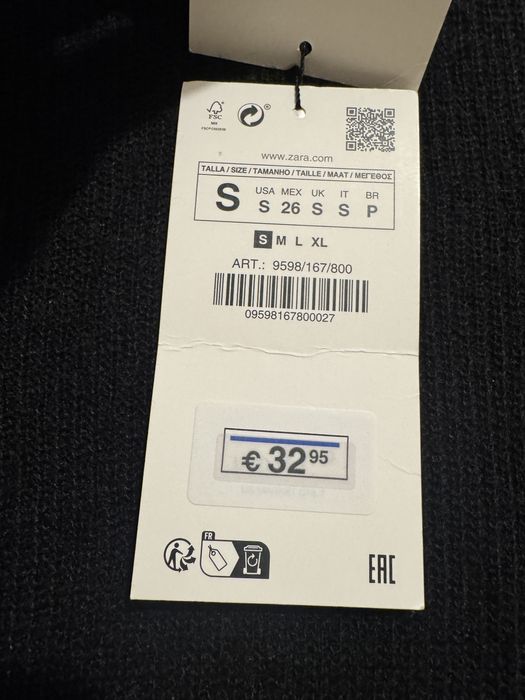 FSC
MIX
www.zara.com
TALLA / SIZE / TAMANHO / TAILLE / MAAT / ΜΕΓΕΘΟΣ
S USA MEX UK IT BR
S 26 S S P
S M L XL
ART.: 9598/167/800
09598167800027
€ 32 95
FR
EAC